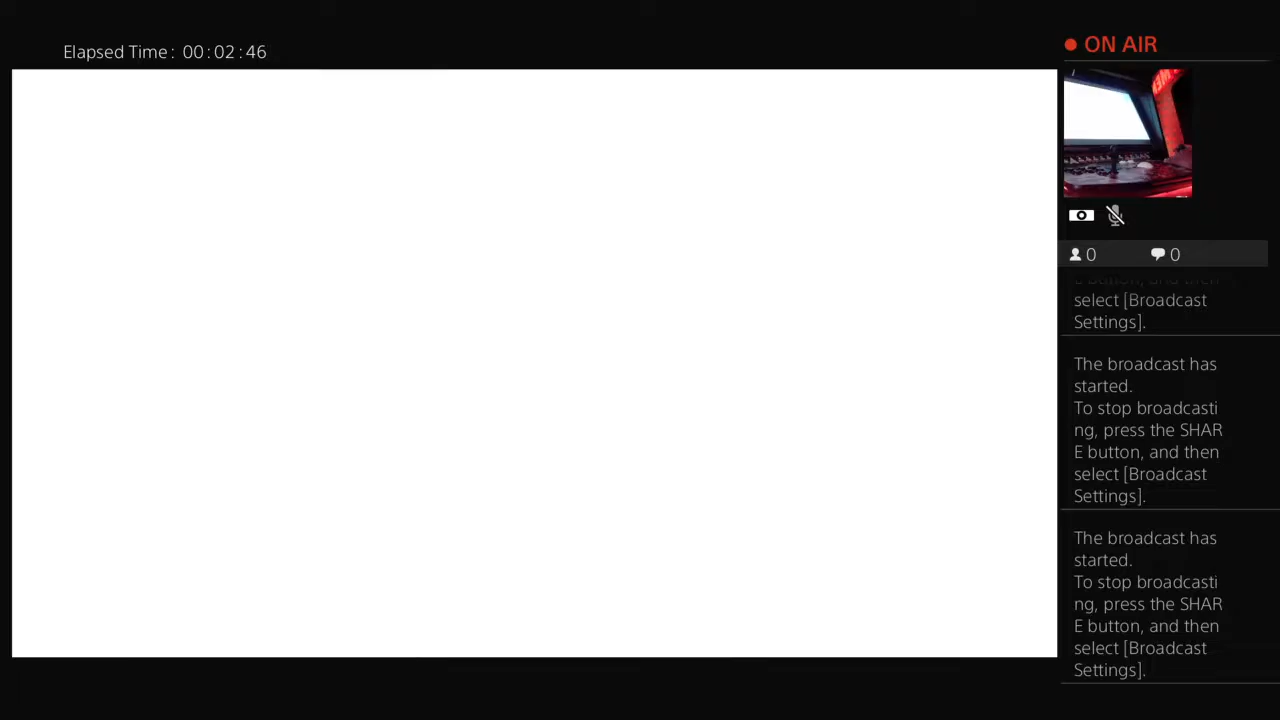 Elapsed Time: 00:02:46
ON AIR
0 0
select [Broadcast
Settings].
The broadcast has
started.
To stop broadcasti
ng, press the SHAR
E button, and then
select [Broadcast
Settings].
The broadcast has
started.
To stop broadcasti
ng, press the SHAR
E button, and then
select [Broadcast
Settings].